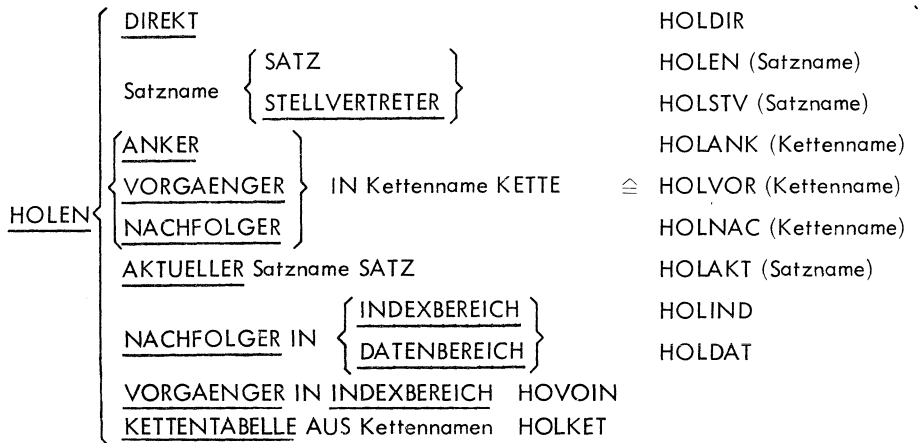 DIREKT HOLDIR
SATZ HOLEN (Satzname)
Satzname
STELLVERTRETER HOLSTV (Satzname)
ANKER HOLANK (Kettenname)
VORGAENGER IN Kettenname KETTE ≙ HOLVOR (Kettenname)
HOLEN
NACHFOLGER HOLNAC (Kettenname)
AKTUELLER Satzname SATZ HOLAKT (Satzname)
INDEXBEREICH HOLIND
NACHFOLGER IN
DATENBEREICH HOLDAT
VORGAENGER IN INDEXBEREICH HOVOIN
KETTENTABELLE AUS Kettennamen HOLKET